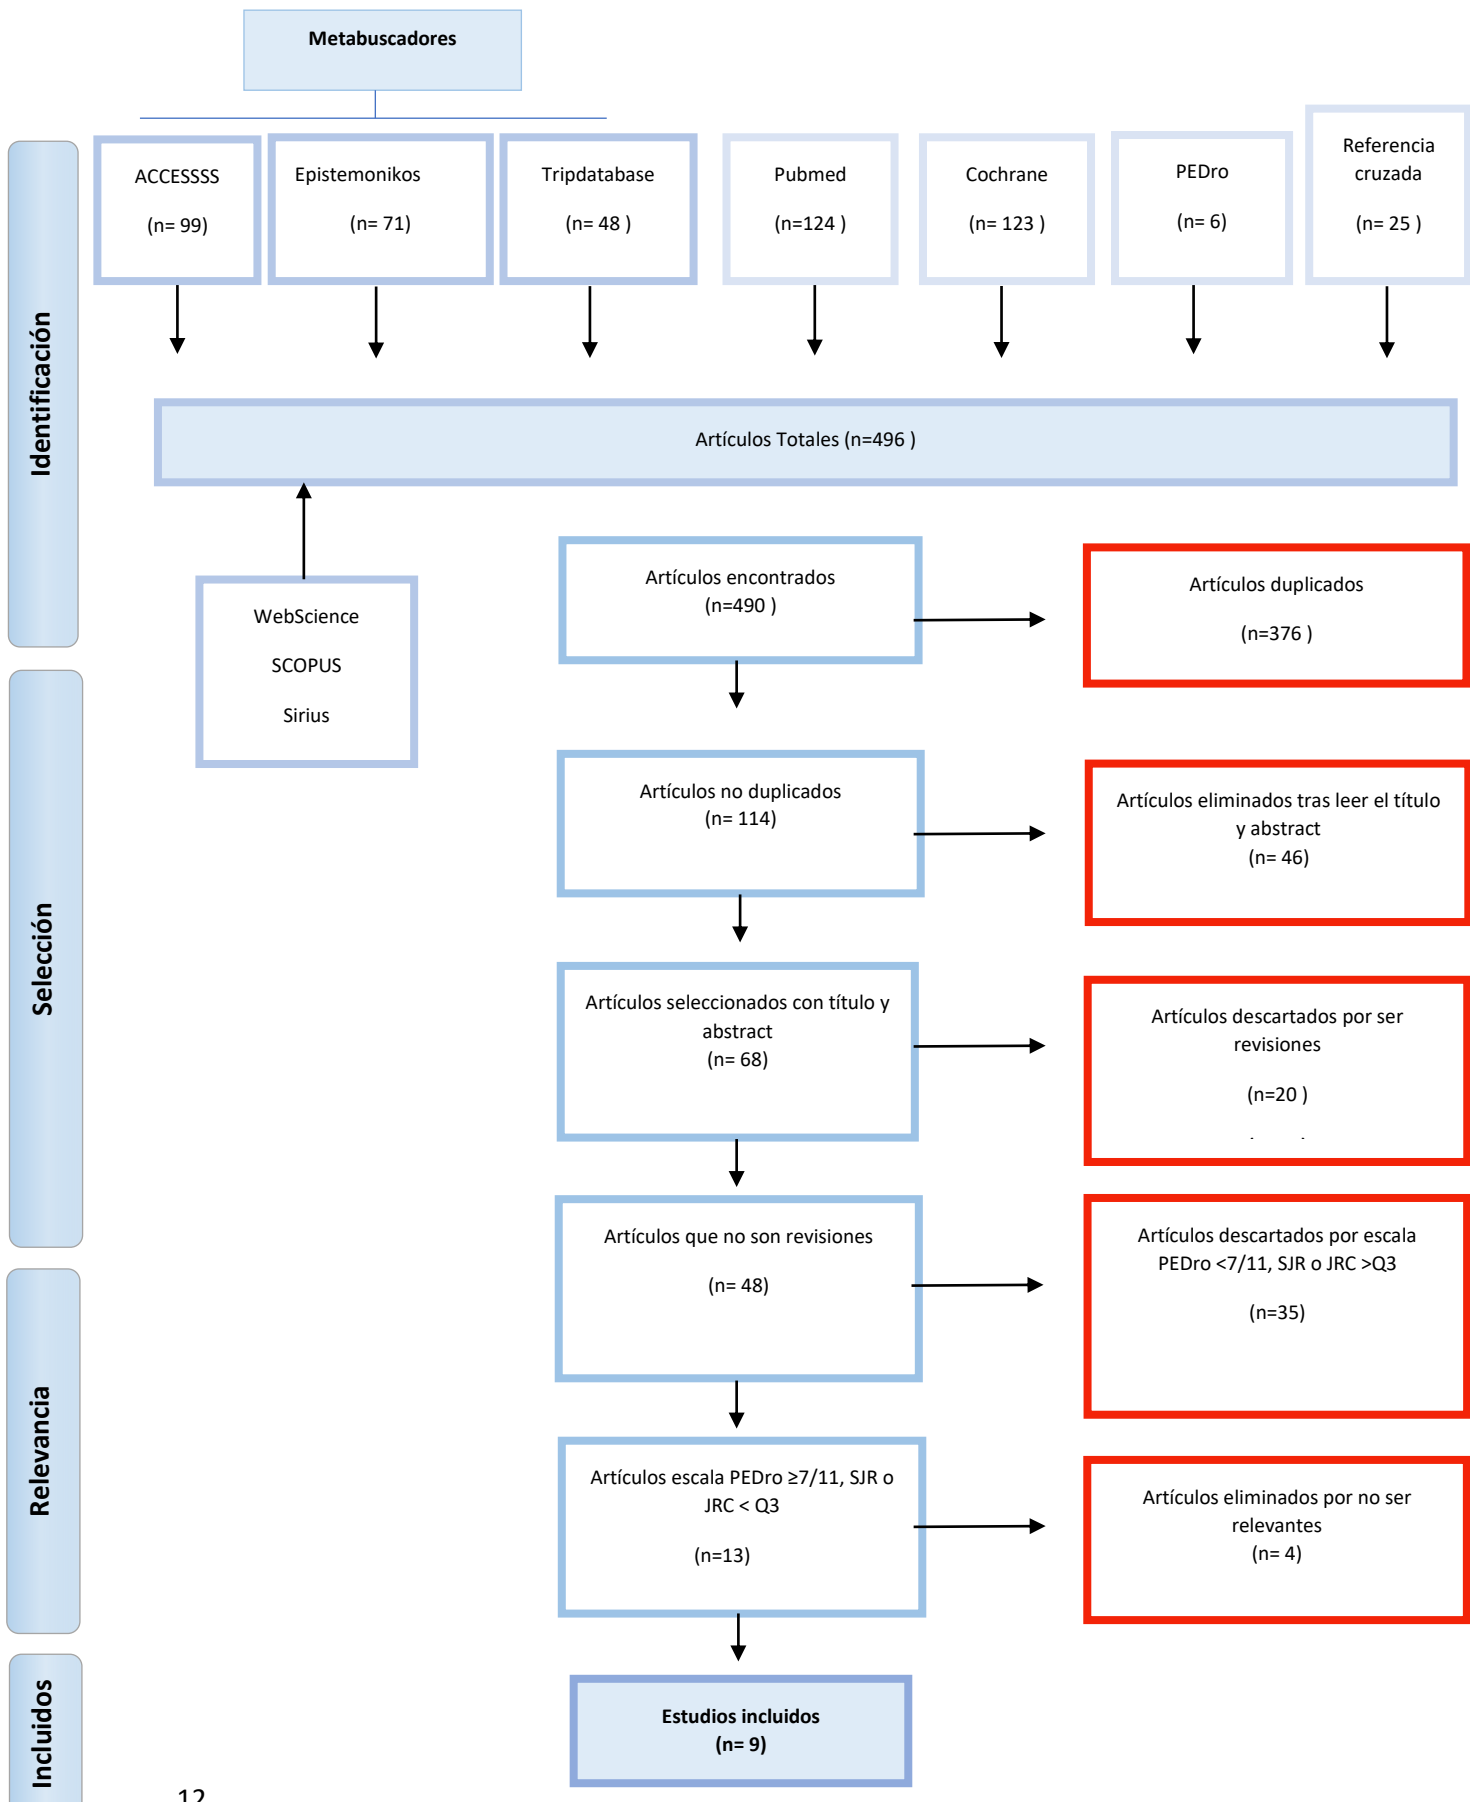 Metabuscadores
Identificación
ACCESSSS
(n= 99)
Epistemonikos
(n= 71)
Tripdatabase
(n= 48 )
Pubmed
(n=124 )
Cochrane
(n= 123 )
PEDro
(n= 6)
Referencia
cruzada
(n= 25 )
Artículos Totales (n=496 )
WebScience
SCOPUS
Sirius
Artículos encontrados
(n=490 )
Artículos duplicados
(n=376 )
Selección
Artículos no duplicados
(n= 114)
Artículos eliminados tras leer el título
y abstract
(n= 46)
Artículos seleccionados con título y
abstract
(n= 68)
Artículos descartados por ser
revisiones
(n=20 )
Artículos que no son revisiones
(n= 48)
Artículos descartados por escala
PEDro <7/11, SJR o JRC >Q3
(n=35)
Relevancia
Artículos escala PEDro ≥7/11, SJR o
JRC < Q3
(n=13)
Artículos eliminados por no ser
relevantes
(n= 4)
Incluidos
Estudios incluidos
(n= 9)
12